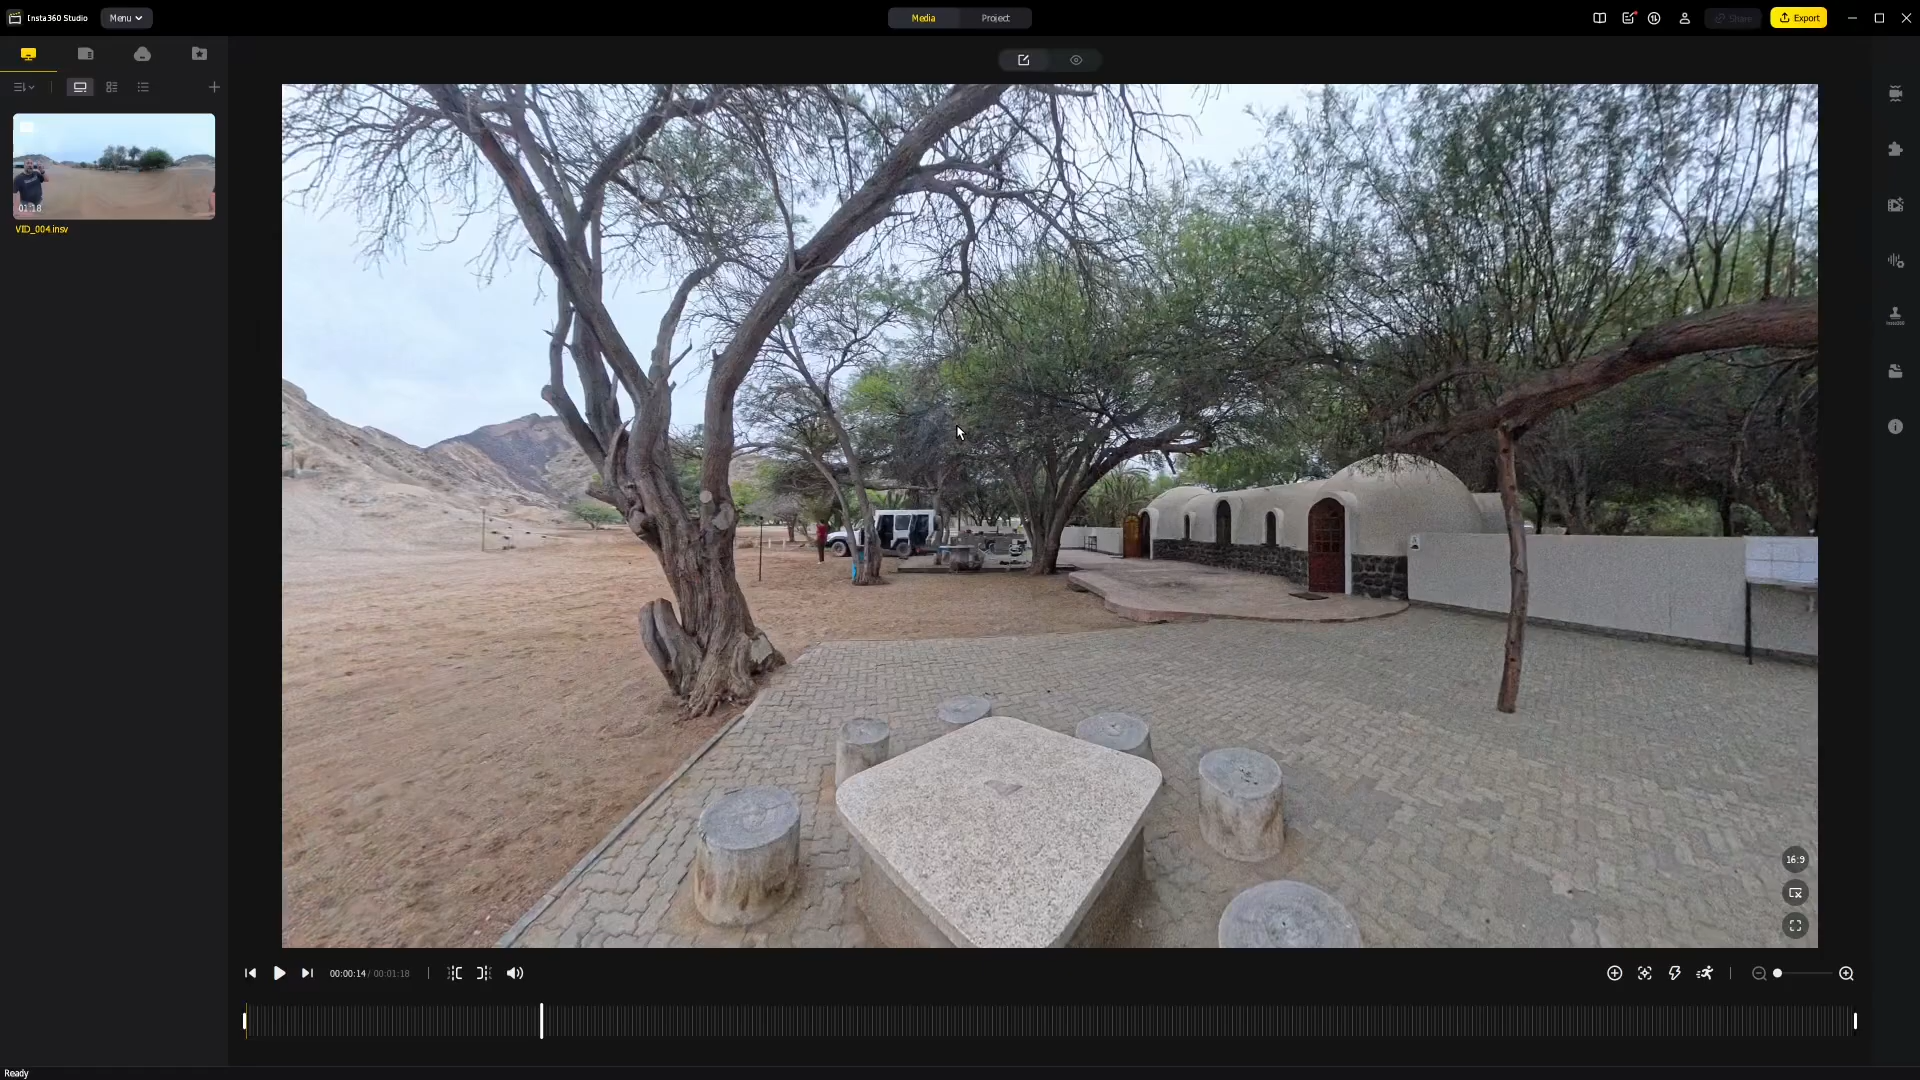 Insta360 Studio
Menu
Media
Project
Share
Export
01:18
VID_004.insv
Insta360
16:9
00:00:14 / 00:01:18
Ready